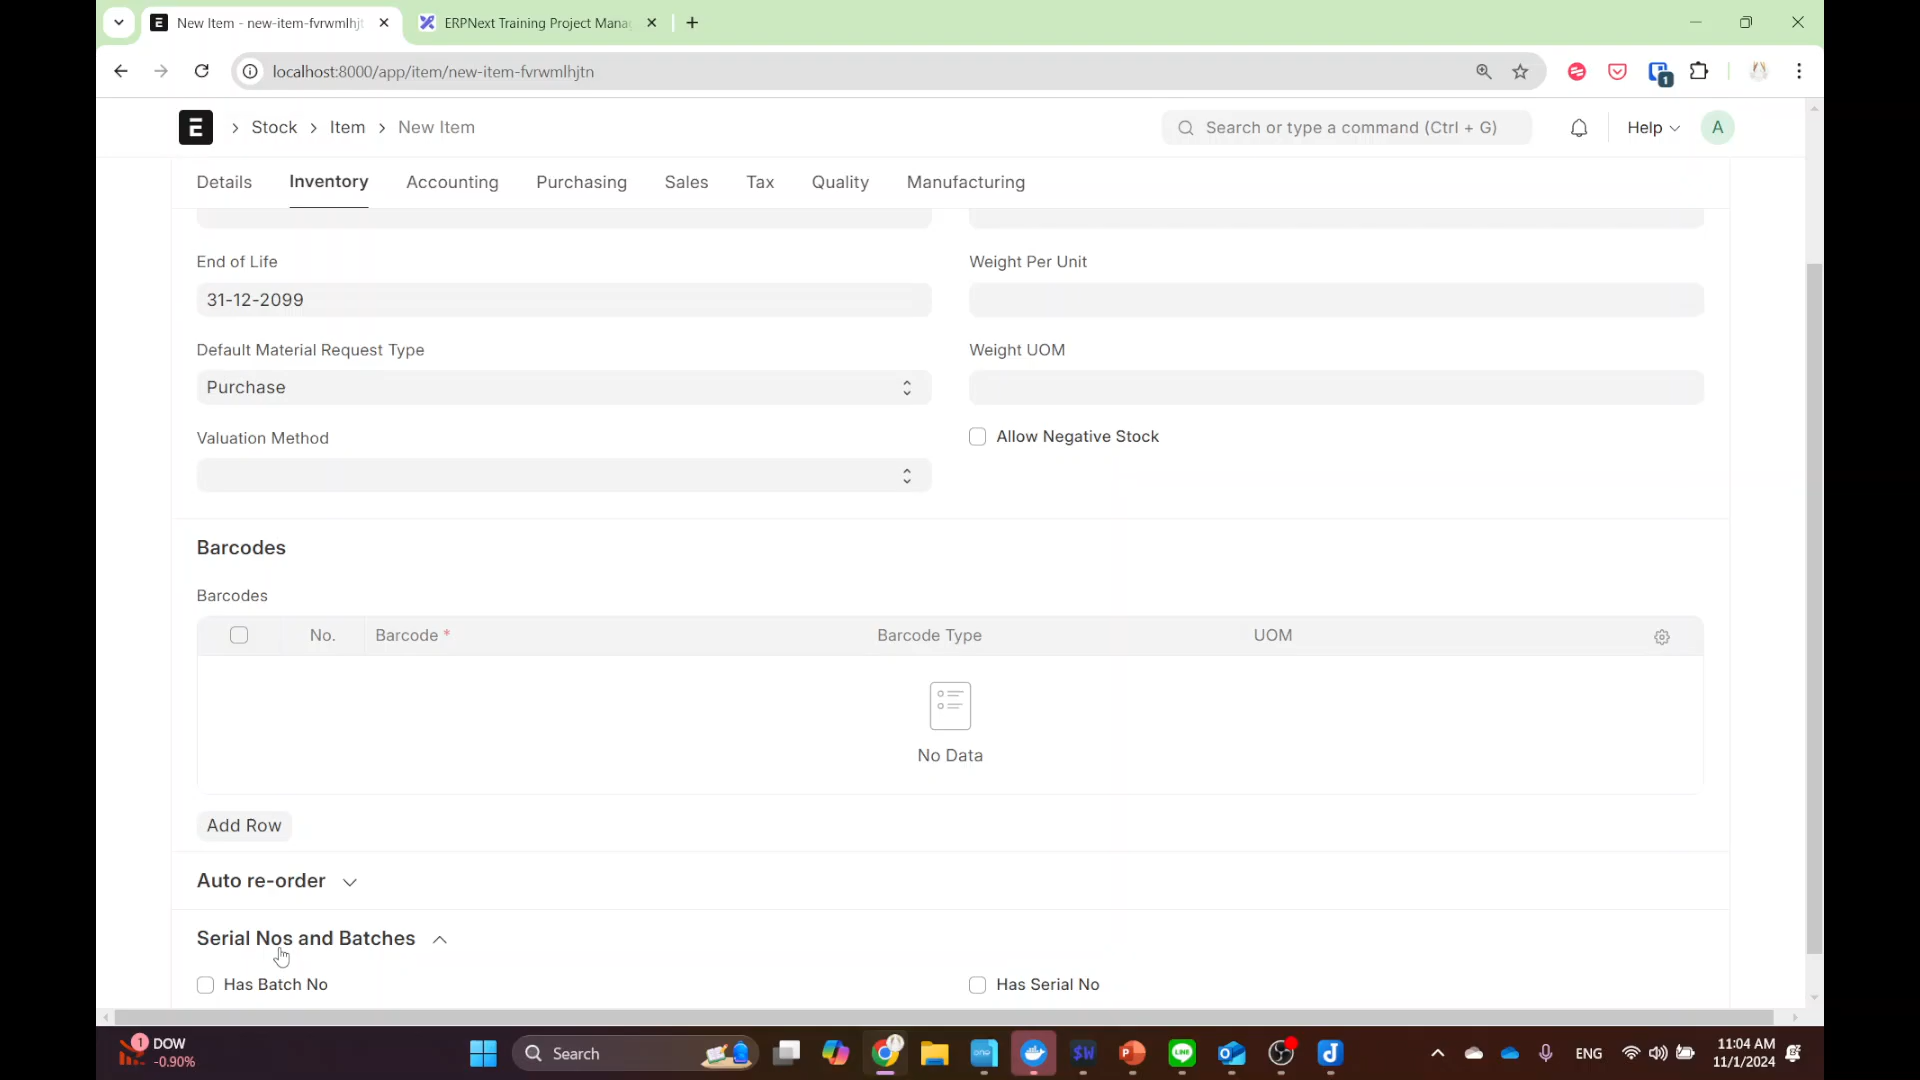 New Item - new-item-fvrwmlhjt
ERPNext Training Project Mana
localhost:8000/app/item/new-item-fvrwmlhjtn
1
E
Stock
Item
New Item
Search or type a command (Ctrl + G)
Help
A
Details
Inventory
Accounting
Purchasing
Sales
Tax
Quality
Manufacturing
End of Life
Weight Per Unit
31-12-2099
Default Material Request Type
Weight UOM
Purchase
Valuation Method
Allow Negative Stock
Barcodes
Barcodes
No.
Barcode *
Barcode Type
UOM
No Data
Add Row
Auto re-order
Serial Nos and Batches
Has Batch No
Has Serial No
1
DOW
-0.90%
Search
ENG
11:04 AM
11/1/2024